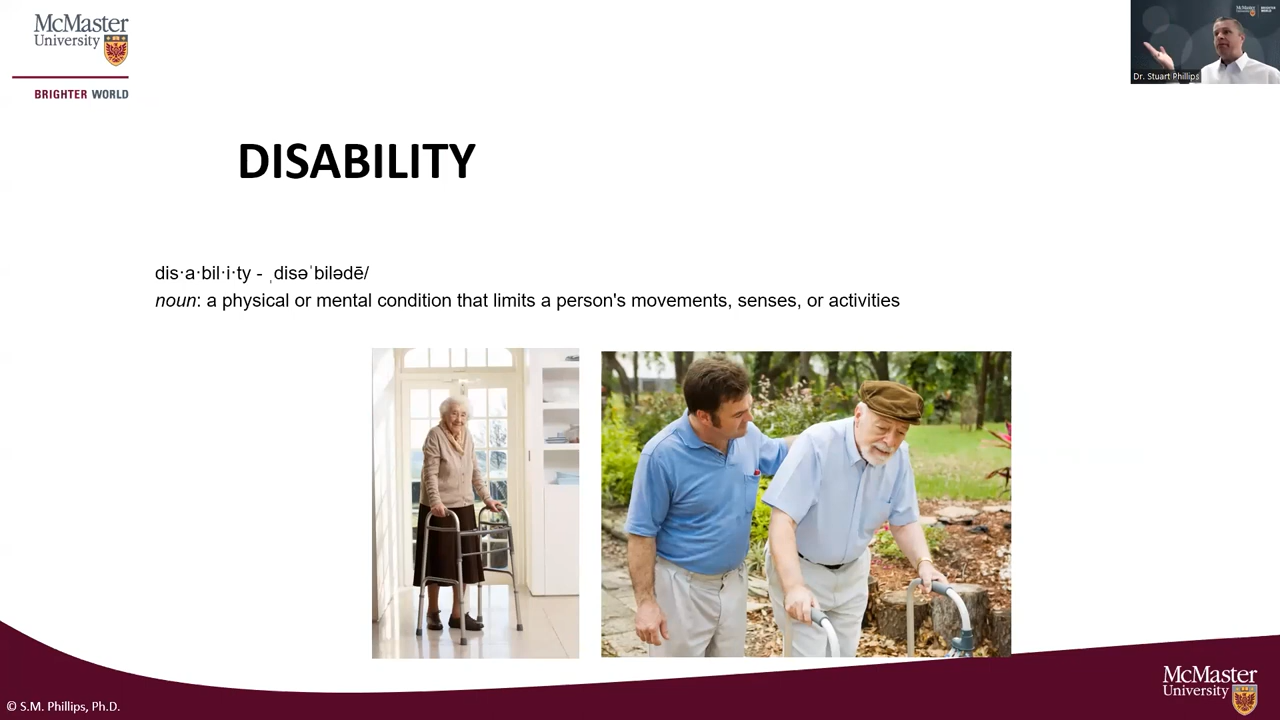 McMaster
University
BRIGHTER WORLD
Dr. Stuart Phillips
DISABILITY
dis·a·bil·i·ty - ˌdisəˈbilədē/
noun: a physical or mental condition that limits a person's movements, senses, or activities
McMaster
University
© S.M. Phillips, Ph.D.